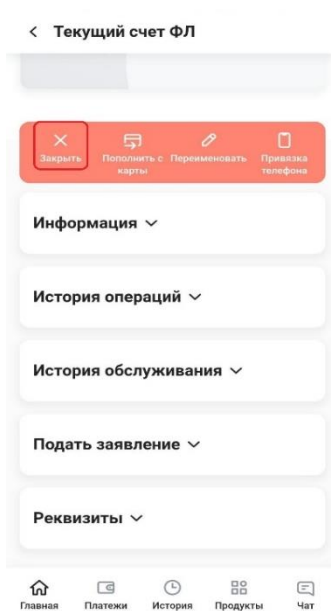 Текущий счет ФЛ
Закрыть
Пополнить с карты
Переименовать
Привязка телефона
Информация
История операций
История обслуживания
Подать заявление
Реквизиты
Главная Платежи История Продукты Чат